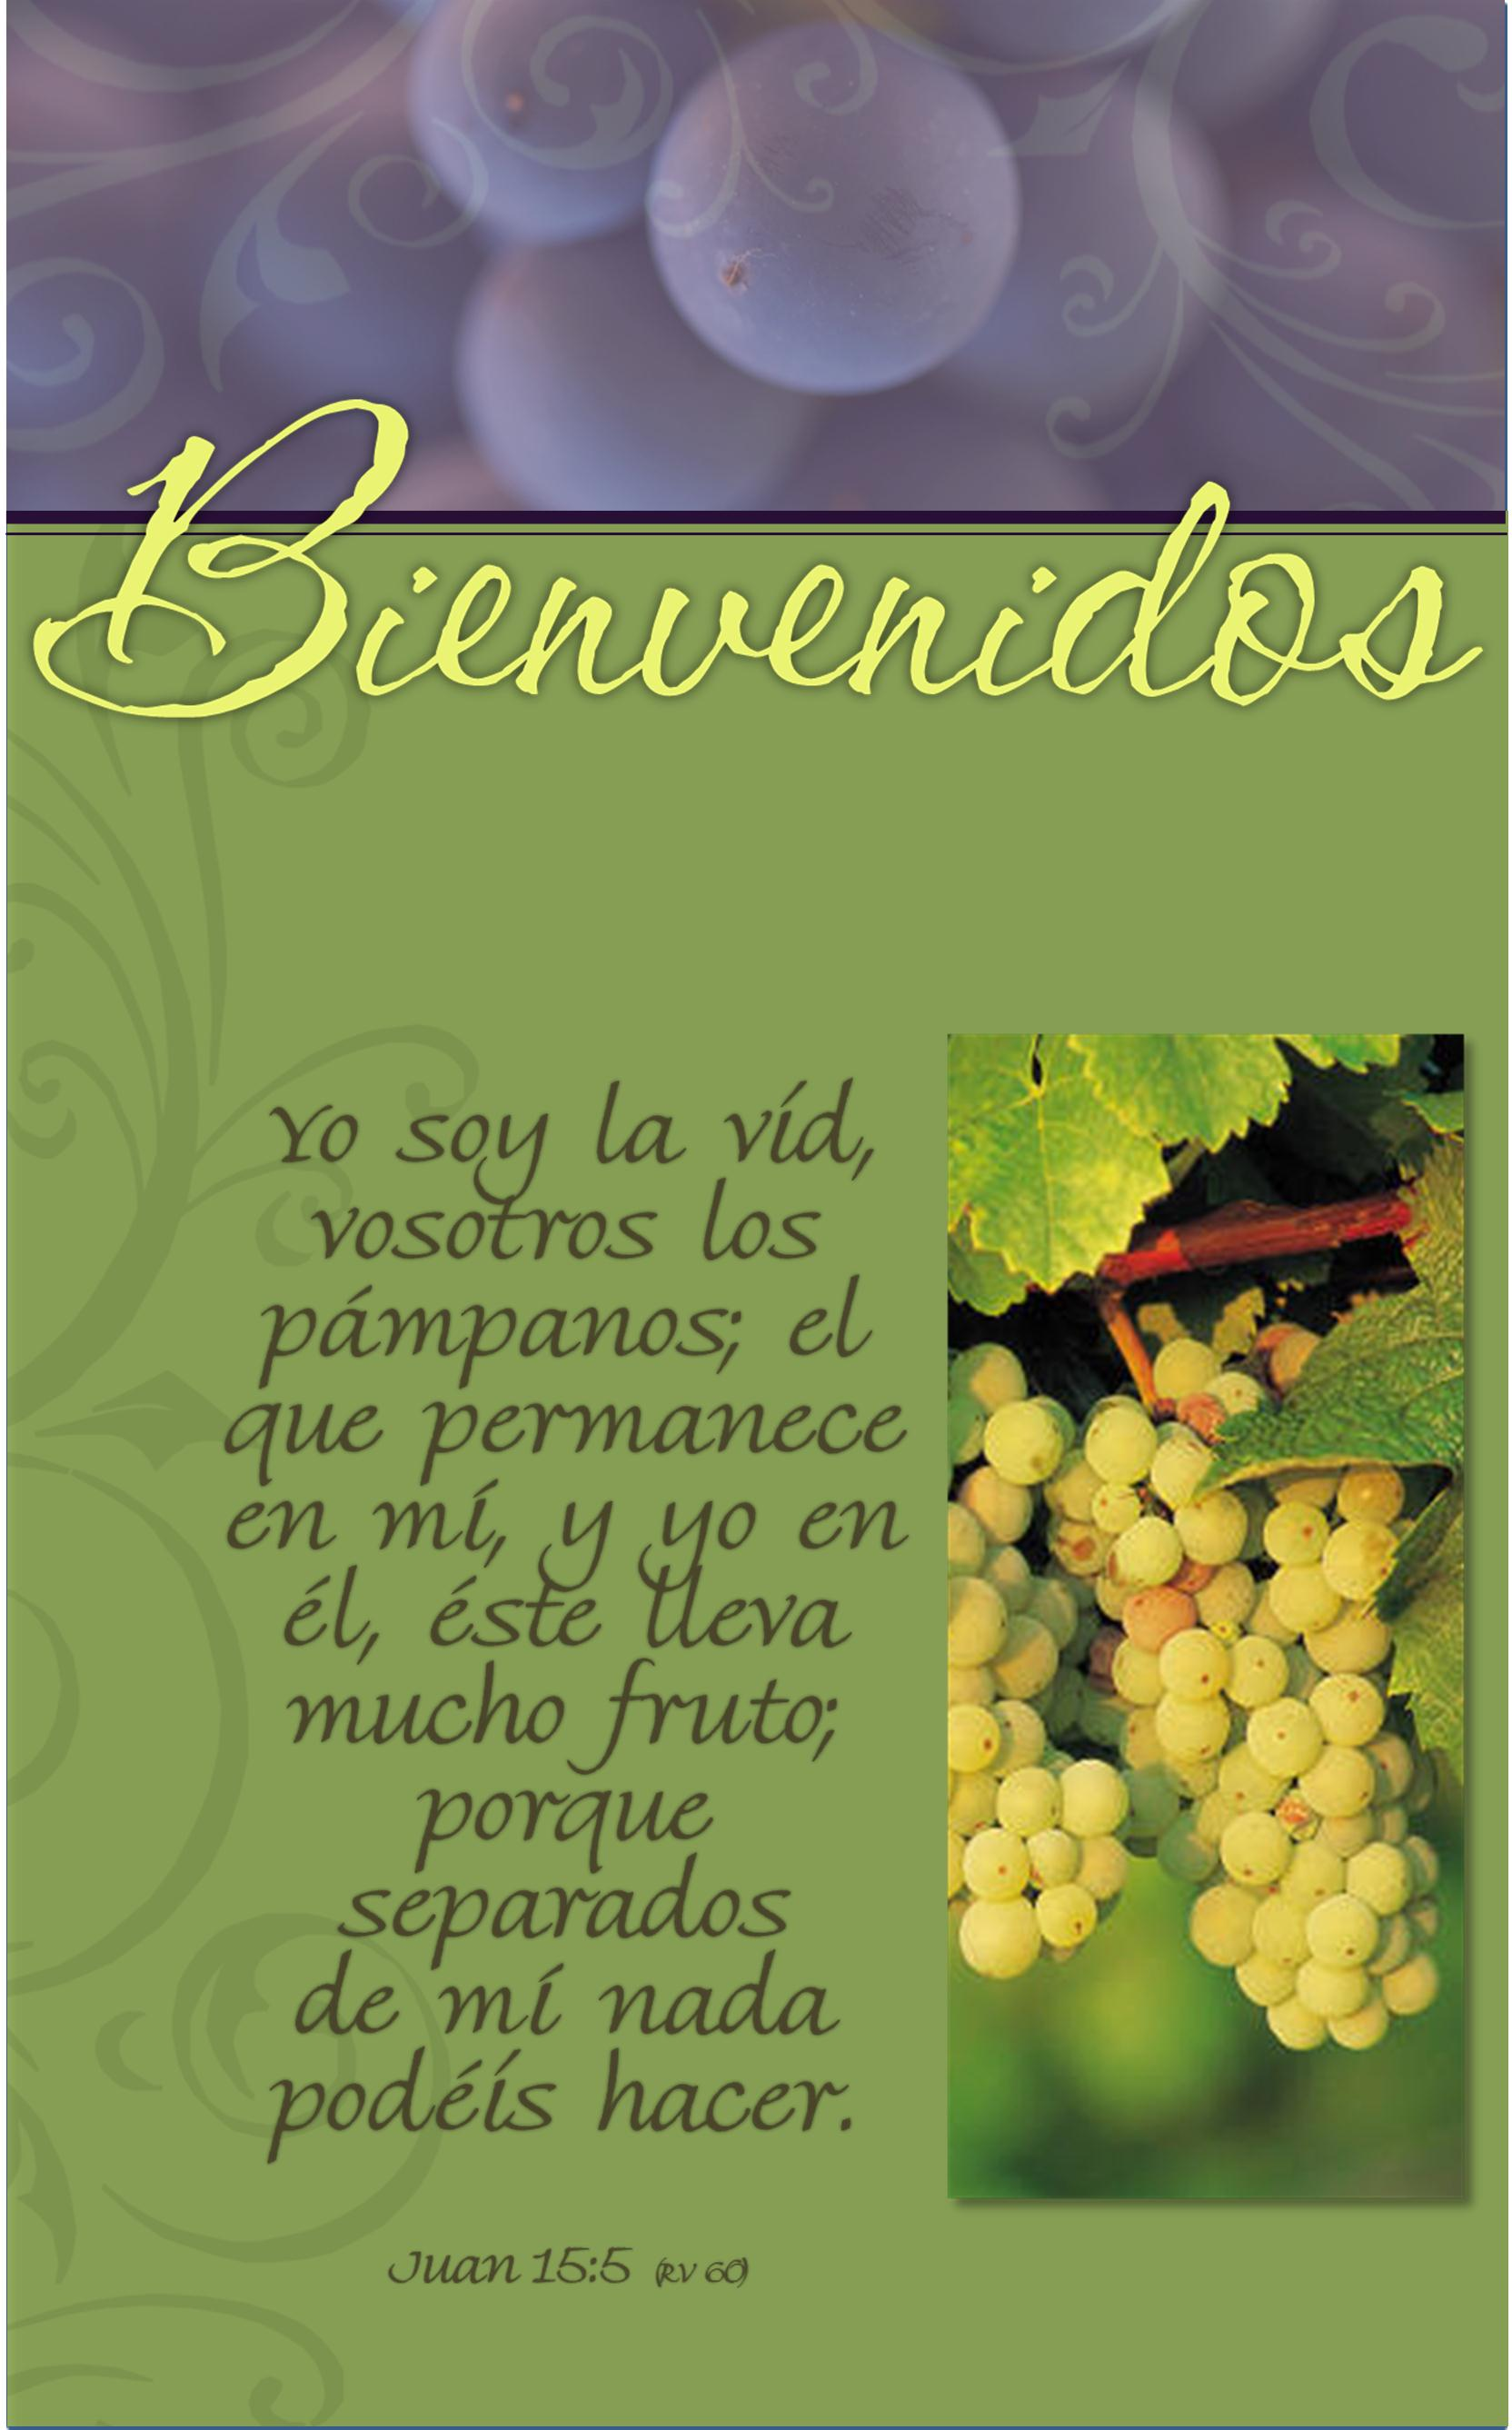 Bienvenidos
Yo soy la vid,
vosotros los
pámpanos; el
que permanece
en mí, y yo en
él, éste lleva
mucho fruto;
porque
separados
de mí nada
podéis hacer.
Juan 15:5 (RV 60)